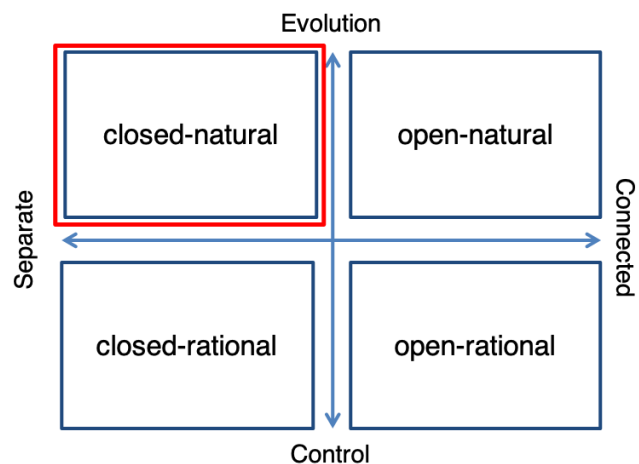 Evolution
closed-natural
open-natural
Separate
Connected
closed-rational
open-rational
Control